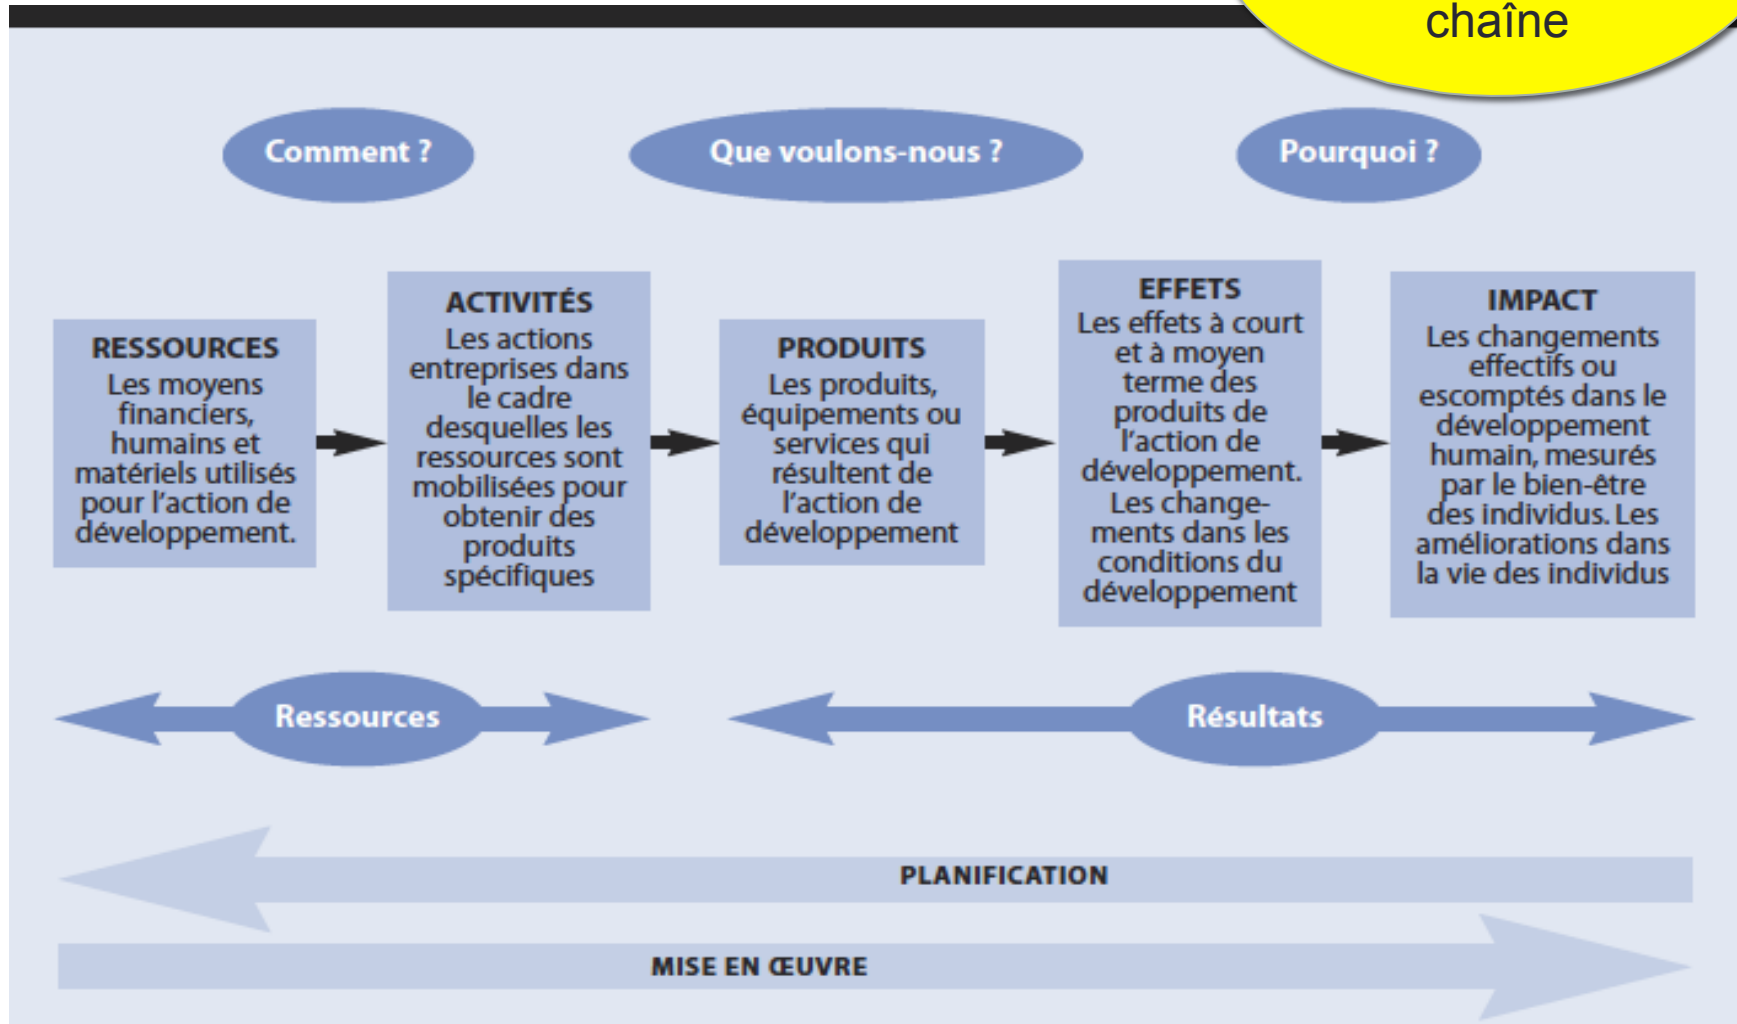 chaîne
Comment ?
Que voulons-nous ?
Pourquoi ?
RESSOURCES
Les moyens
financiers,
humains et
matériels utilisés
pour l'action de
développement.
ACTIVITÉS
Les actions
entreprises dans
le cadre
desquelles les
ressources sont
mobilisées pour
obtenir des
produits
spécifiques
PRODUITS
Les produits,
équipements ou
services qui
résultent de
l'action de
développement
EFFETS
Les effets à court
et à moyen
terme des
produits de
l'action de
développement.
Les change-
ments dans les
conditions du
développement
IMPACT
Les changements
effectifs ou
escomptés dans le
développement
humain, mesurés
par le bien-être
des individus. Les
améliorations dans
la vie des individus
Ressources
Résultats
PLANIFICATION
MISE EN ŒUVRE